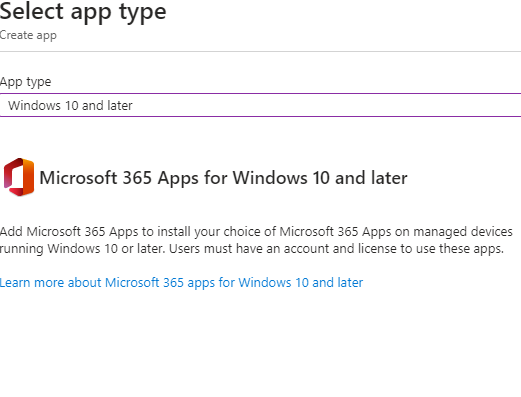 Select app type
Create app
App type
Windows 10 and later
Microsoft 365 Apps for Windows 10 and later
Add Microsoft 365 Apps to install your choice of Microsoft 365 Apps on managed devices
running Windows 10 or later. Users must have an account and license to use these apps.
Learn more about Microsoft 365 apps for Windows 10 and later